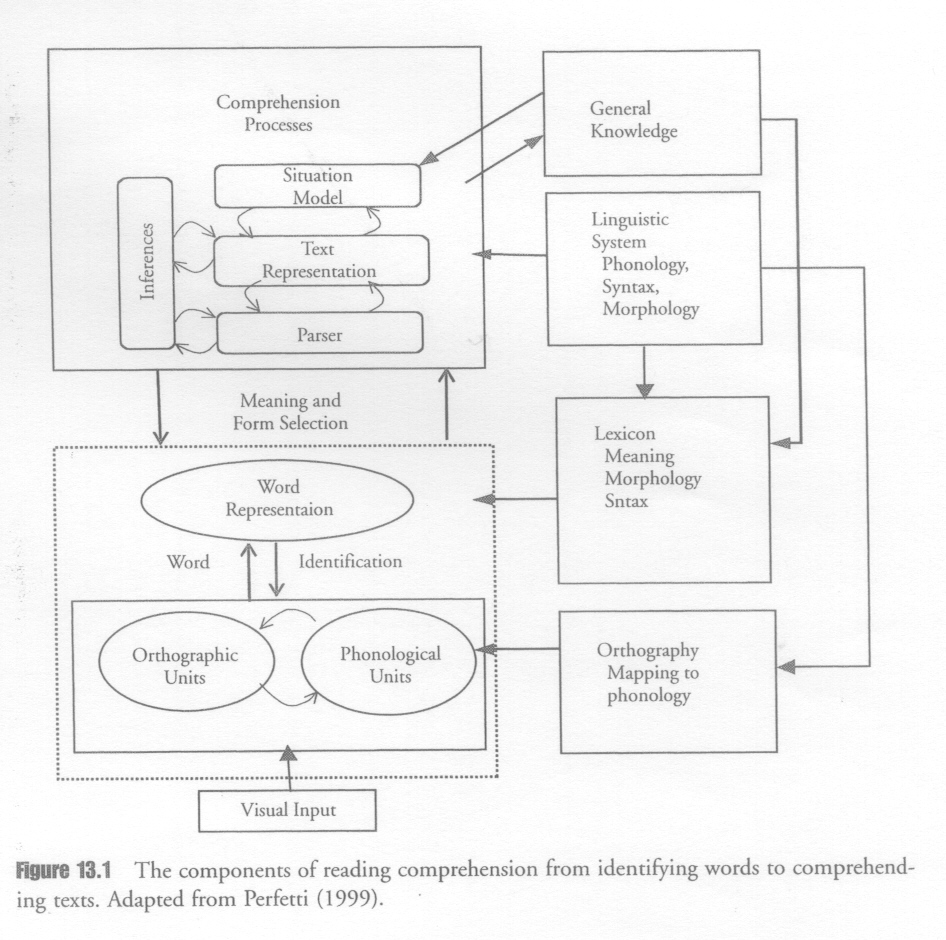 Comprehension
Processes
Situation
Model
Inferences
Text
Representation
Parser
General
Knowledge
Linguistic
System
Phonology,
Syntax,
Morphology
Meaning and
Form Selection
Lexicon
Meaning
Morphology
Sntax
Word
Representaion
Word
Identification
Orthographic
Units
Phonological
Units
Orthography
Mapping to
phonology
Visual Input
Figure 13.1 The components of reading comprehension from identifying words to comprehend-
ing texts. Adapted from Perfetti (1999).